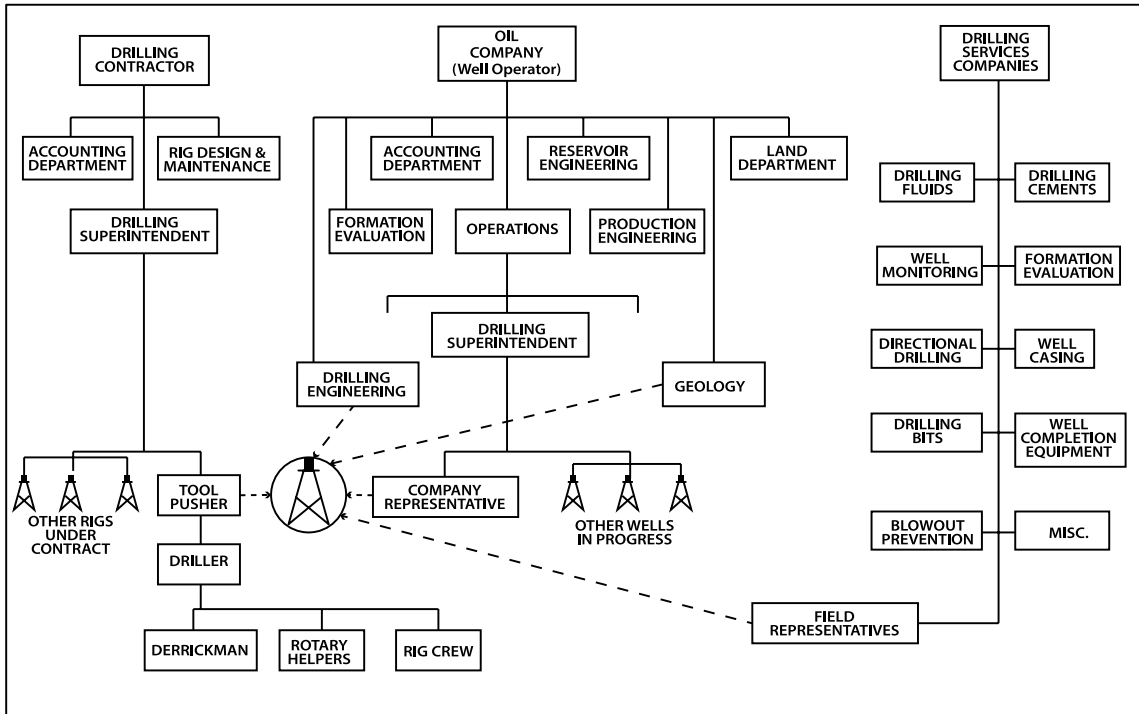 DRILLING
CONTRACTOR
OIL
COMPANY
(Well Operator)
DRILLING
SERVICES
COMPANIES
ACCOUNTING
DEPARTMENT
RIG DESIGN &
MAINTENANCE
ACCOUNTING
DEPARTMENT
RESERVOIR
ENGINEERING
LAND
DEPARTMENT
DRILLING
FLUIDS
DRILLING
CEMENTS
DRILLING
SUPERINTENDENT
FORMATION
EVALUATION
OPERATIONS
PRODUCTION
ENGINEERING
WELL
MONITORING
FORMATION
EVALUATION
DRILLING
SUPERINTENDENT
DIRECTIONAL
DRILLING
WELL
CASING
DRILLING
ENGINEERING
GEOLOGY
DRILLING
BITS
WELL
COMPLETION
EQUIPMENT
OTHER RIGS
UNDER
CONTRACT
TOOL
PUSHER
COMPANY
REPRESENTATIVE
OTHER WELLS
IN PROGRESS
BLOWOUT
PREVENTION
MISC.
DRILLER
FIELD
REPRESENTATIVES
DERRICKMAN
ROTARY
HELPERS
RIG CREW